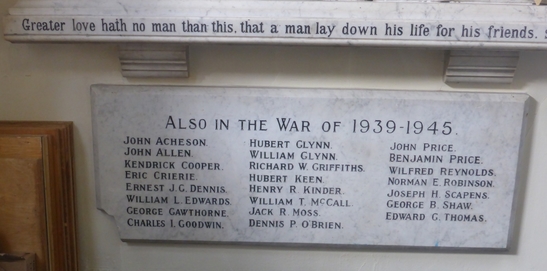 Greater love hath no man than this, that a man lay down his life for his friends.
ALSO IN THE WAR OF 1939-1945.
JOHN ACHESON.
JOHN ALLEN.
KENDRICK COOPER.
ERIC CRIERIE.
ERNEST J.G. DENNIS.
WILLIAM L. EDWARDS.
GEORGE GAWTHORNE.
CHARLES I. GOODWIN.
HUBERT GLYNN.
WILLIAM GLYNN.
RICHARD W. GRIFFITHS.
HUBERT KEEN.
HENRY R. KINDER.
WILLIAM T. McCALL.
JACK R. MOSS.
DENNIS P. O'BRIEN.
JOHN PRICE.
BENJAMIN PRICE.
WILFRED REYNOLDS.
NORMAN E. ROBINSON.
JOSEPH H. SCAPENS.
GEORGE B. SHAW.
EDWARD G. THOMAS.